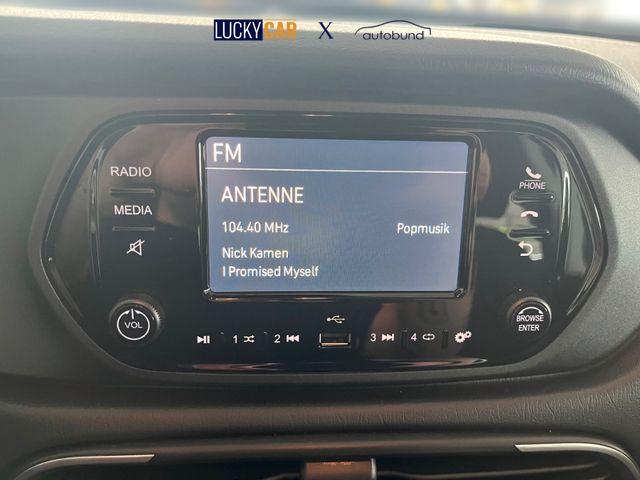 LUCKYCAR X autobund
FM
ANTENNE
104.40 MHz Popmusik
Nick Kamen
I Promised Myself
RADIO
MEDIA
VOL
PHONE
BROWSE
ENTER
1 2 3 4